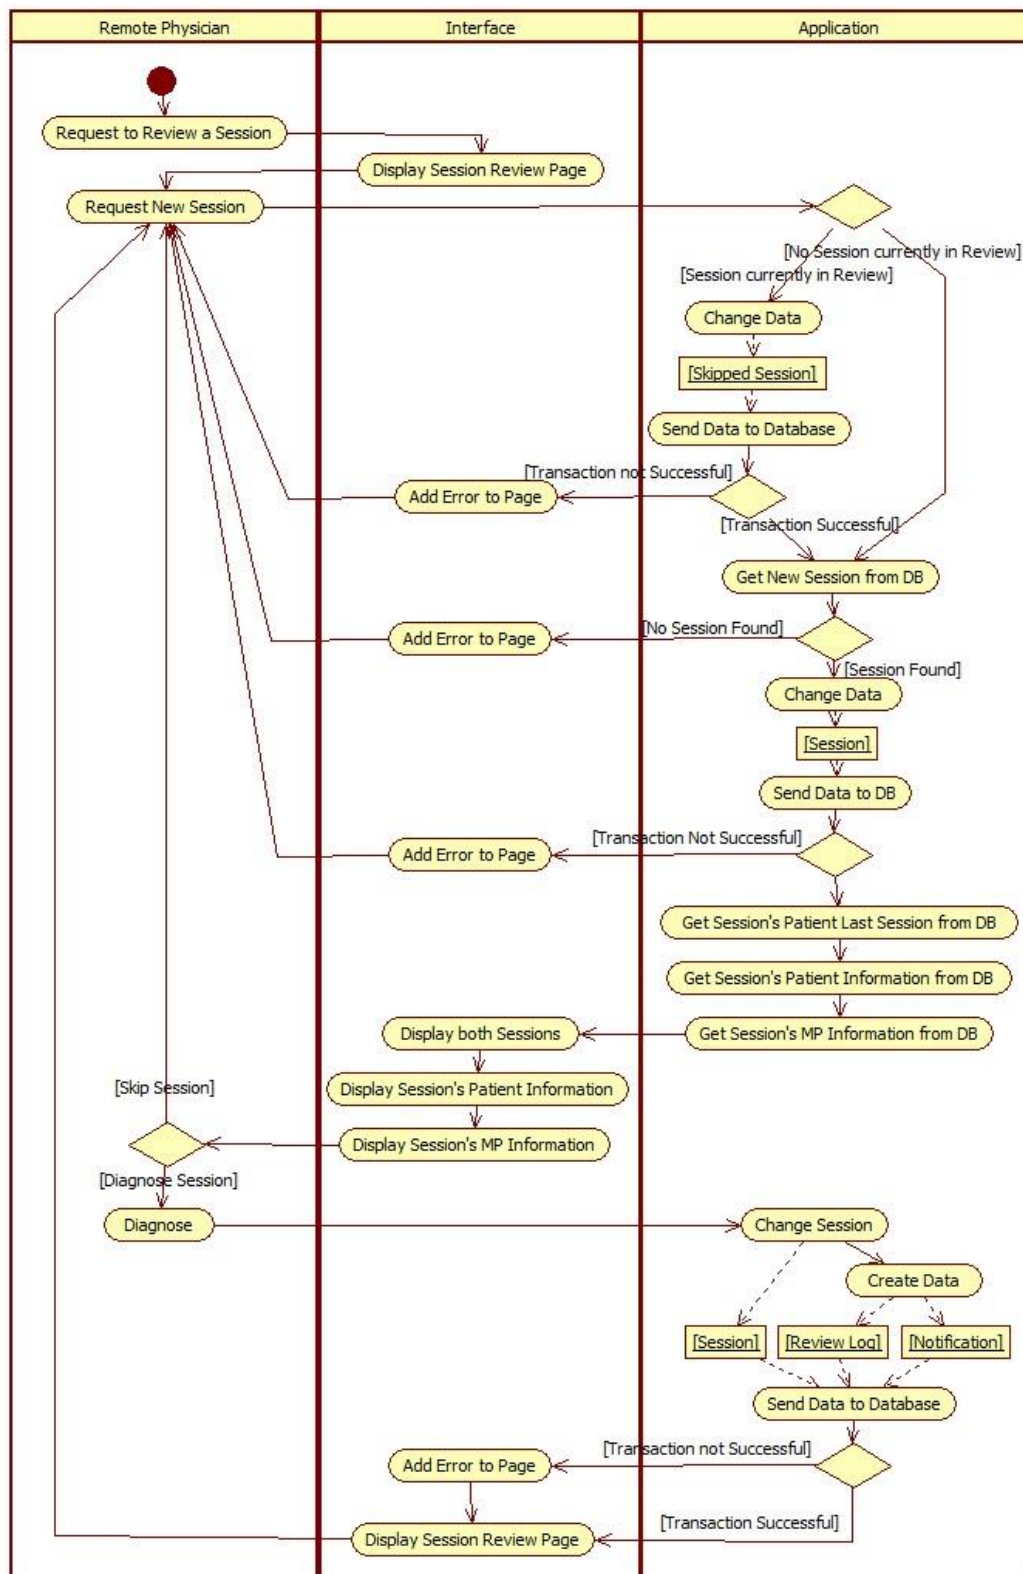 Remote Physician
Interface
Application
Request to Review a Session
Display Session Review Page
Request New Session
[No Session currently in Review]
[Session currently in Review]
Change Data
[Skipped Session]
Send Data to Database
[Transaction not Successful]
Add Error to Page
[Transaction Successful]
Get New Session from DB
[No Session Found]
Add Error to Page
[Session Found]
Change Data
[Session]
Send Data to DB
[Transaction Not Successful]
Add Error to Page
Get Session's Patient Last Session from DB
Get Session's Patient Information from DB
Display both Sessions
Get Session's MP Information from DB
[Skip Session]
Display Session's Patient Information
Display Session's MP Information
[Diagnose Session]
Diagnose
Change Session
Create Data
[Session]
[Review Log]
[Notification]
Send Data to Database
[Transaction not Successful]
Add Error to Page
[Transaction Successful]
Display Session Review Page